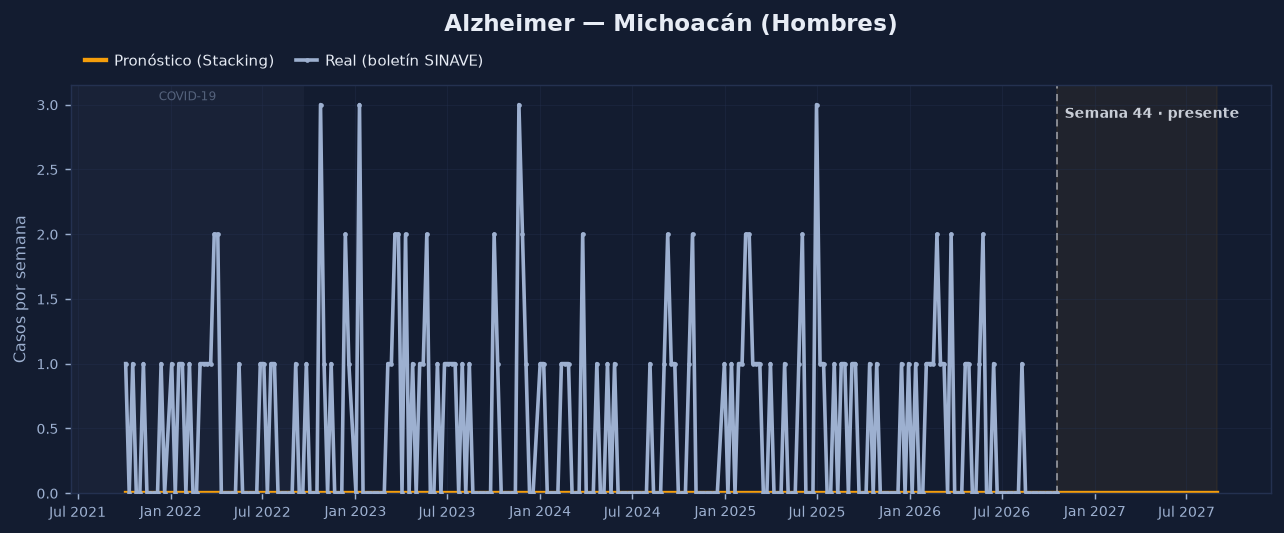 Alzheimer — Michoacán (Hombres)
Pronóstico (Stacking)
Real (boletín SINAVE)
COVID-19
Semana 44 · presente
Casos por semana
3.0
2.5
2.0
1.5
1.0
0.5
0.0
Jul 2021
Jan 2022
Jul 2022
Jan 2023
Jul 2023
Jan 2024
Jul 2024
Jan 2025
Jul 2025
Jan 2026
Jul 2026
Jan 2027
Jul 2027